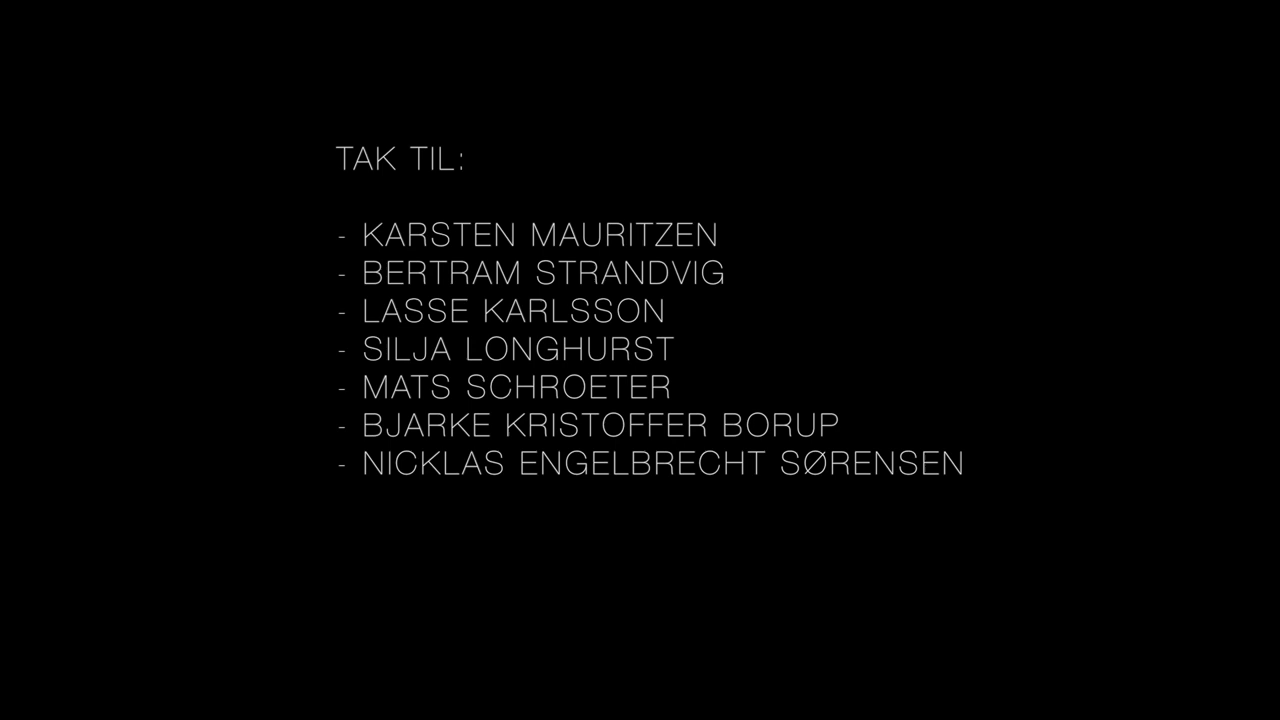 TAK TIL:
- KARSTEN MAURITZEN
- BERTRAM STRANDVIG
- LASSE KARLSSON
- SILJA LONGHURST
- MATS SCHROETER
- BJARKE KRISTOFFER BORUP
- NICKLAS ENGELBRECHT SØRENSEN